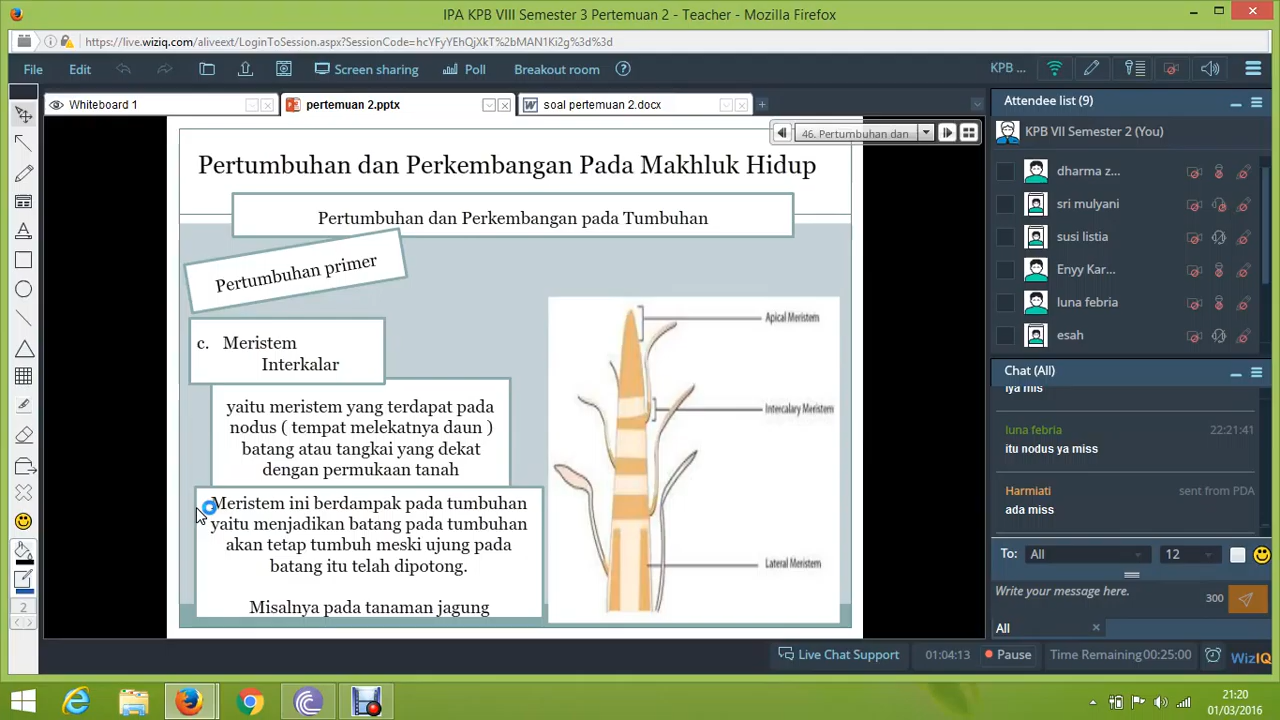 IPA KPB VIII Semester 3 Pertemuan 2 - Teacher - Mozilla Firefox
https://live.wiziq.com/aliveext/LoginToSession.aspx?SessionCode=hcYFyYEhQjXkT%2bMAN1Ki2g%3d%3d
File Edit Screen sharing Poll Breakout room ? KPB ...
Whiteboard 1 pertemuan 2.pptx soal pertemuan 2.docx
46. Pertumbuhan dan
Pertumbuhan dan Perkembangan Pada Makhluk Hidup
Pertumbuhan dan Perkembangan pada Tumbuhan
Pertumbuhan primer
c. Meristem
Interkalar
yaitu meristem yang terdapat pada
nodus ( tempat melekatnya daun )
batang atau tangkai yang dekat
dengan permukaan tanah
Meristem ini berdampak pada tumbuhan
yaitu menjadikan batang pada tumbuhan
akan tetap tumbuh meski ujung pada
batang itu telah dipotong.
Misalnya pada tanaman jagung
Apical Meristem
Intercalary Meristem
Lateral Meristem
A
2
Attendee list (9)
KPB VII Semester 2 (You)
dharma z...
sri mulyani
susi listia
Enyy Kar...
luna febria
esah
Chat (All)
iya mis
luna febria 22:21:41
itu nodus ya miss
Harmiati sent from PDA
ada miss
To: All 12
Write your message here. 300
All
Live Chat Support 01:04:13 Pause Time Remaining 00:25:00 WizIQ
21:20
01/03/2016